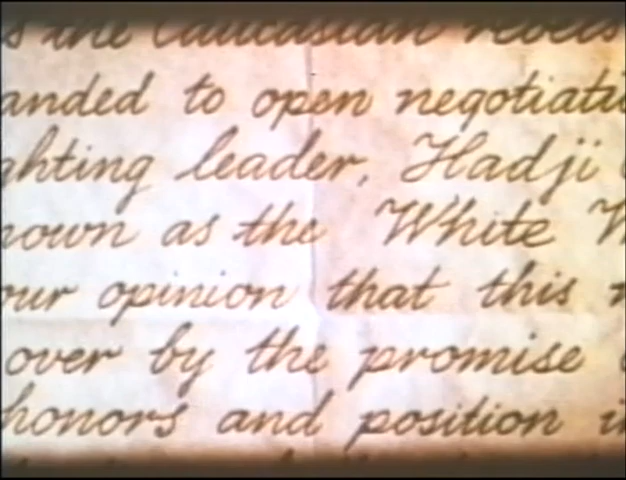 s the Caucasian rebels
anded to open negotiati
ghting leader, Hadji
nown as the White W
our opinion that this
over by the promise
honors and position i